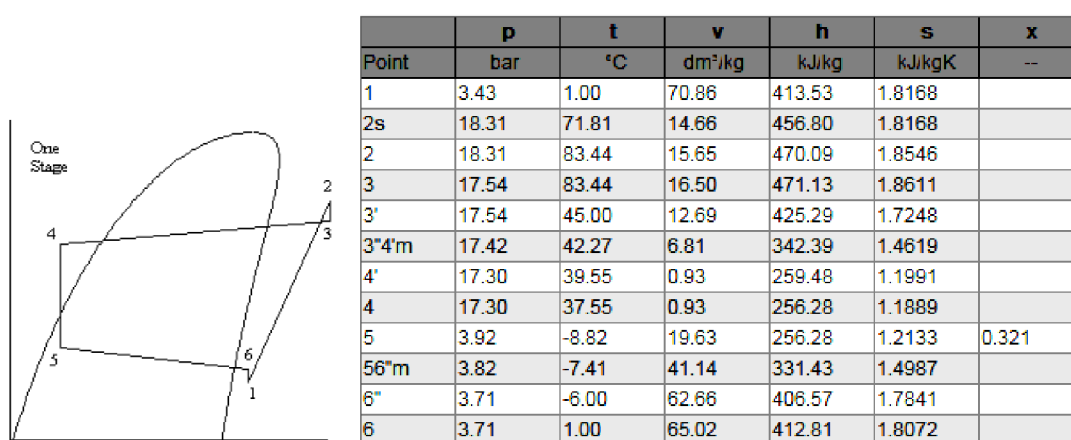 One
Stage
2
3
4
5
6
1
p t v h s x
Point bar °C dm³/kg kJ/kg kJ/kgK --
1 3.43 1.00 70.86 413.53 1.8168
2s 18.31 71.81 14.66 456.80 1.8168
2 18.31 83.44 15.65 470.09 1.8546
3 17.54 83.44 16.50 471.13 1.8611
3' 17.54 45.00 12.69 425.29 1.7248
3"4'm 17.42 42.27 6.81 342.39 1.4619
4' 17.30 39.55 0.93 259.48 1.1991
4 17.30 37.55 0.93 256.28 1.1889
5 3.92 -8.82 19.63 256.28 1.2133 0.321
56"m 3.82 -7.41 41.14 331.43 1.4987
6" 3.71 -6.00 62.66 406.57 1.7841
6 3.71 1.00 65.02 412.81 1.8072